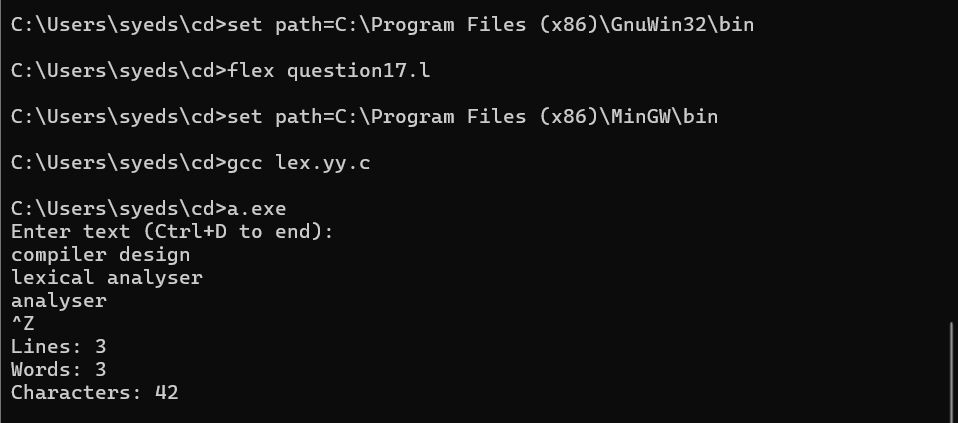 C:\Users\syeds\cd>set path=C:\Program Files (x86)\GnuWin32\bin
C:\Users\syeds\cd>flex question17.l
C:\Users\syeds\cd>set path=C:\Program Files (x86)\MinGW\bin
C:\Users\syeds\cd>gcc lex.yy.c
C:\Users\syeds\cd>a.exe
Enter text (Ctrl+D to end):
compiler design
lexical analyser
analyser
^Z
Lines: 3
Words: 3
Characters: 42